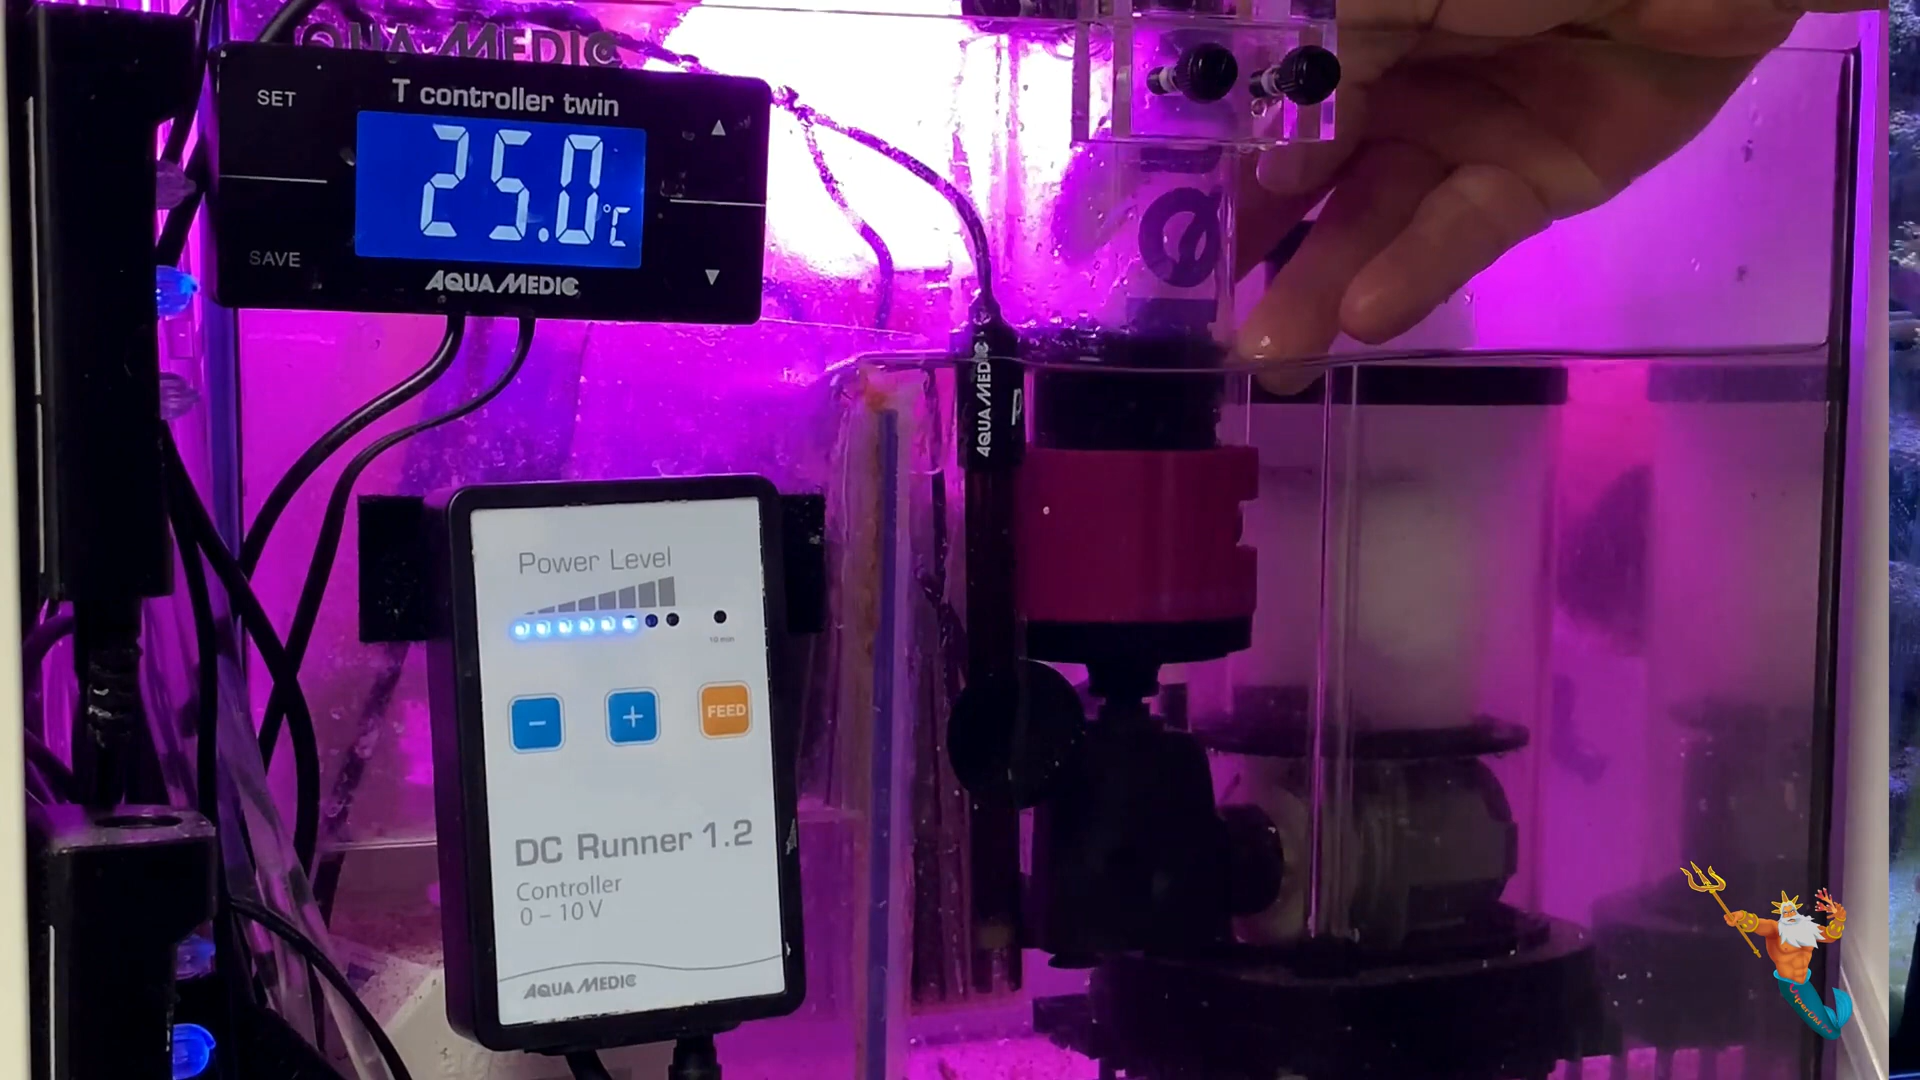 AQUA MEDIC
T controller twin
SET
25.0°C
SAVE
AQUA MEDIC
AQUA MEDIC
Power Level
10 min
−
+
FEED
DC Runner 1.2
Controller
0 – 10 V
AQUA MEDIC